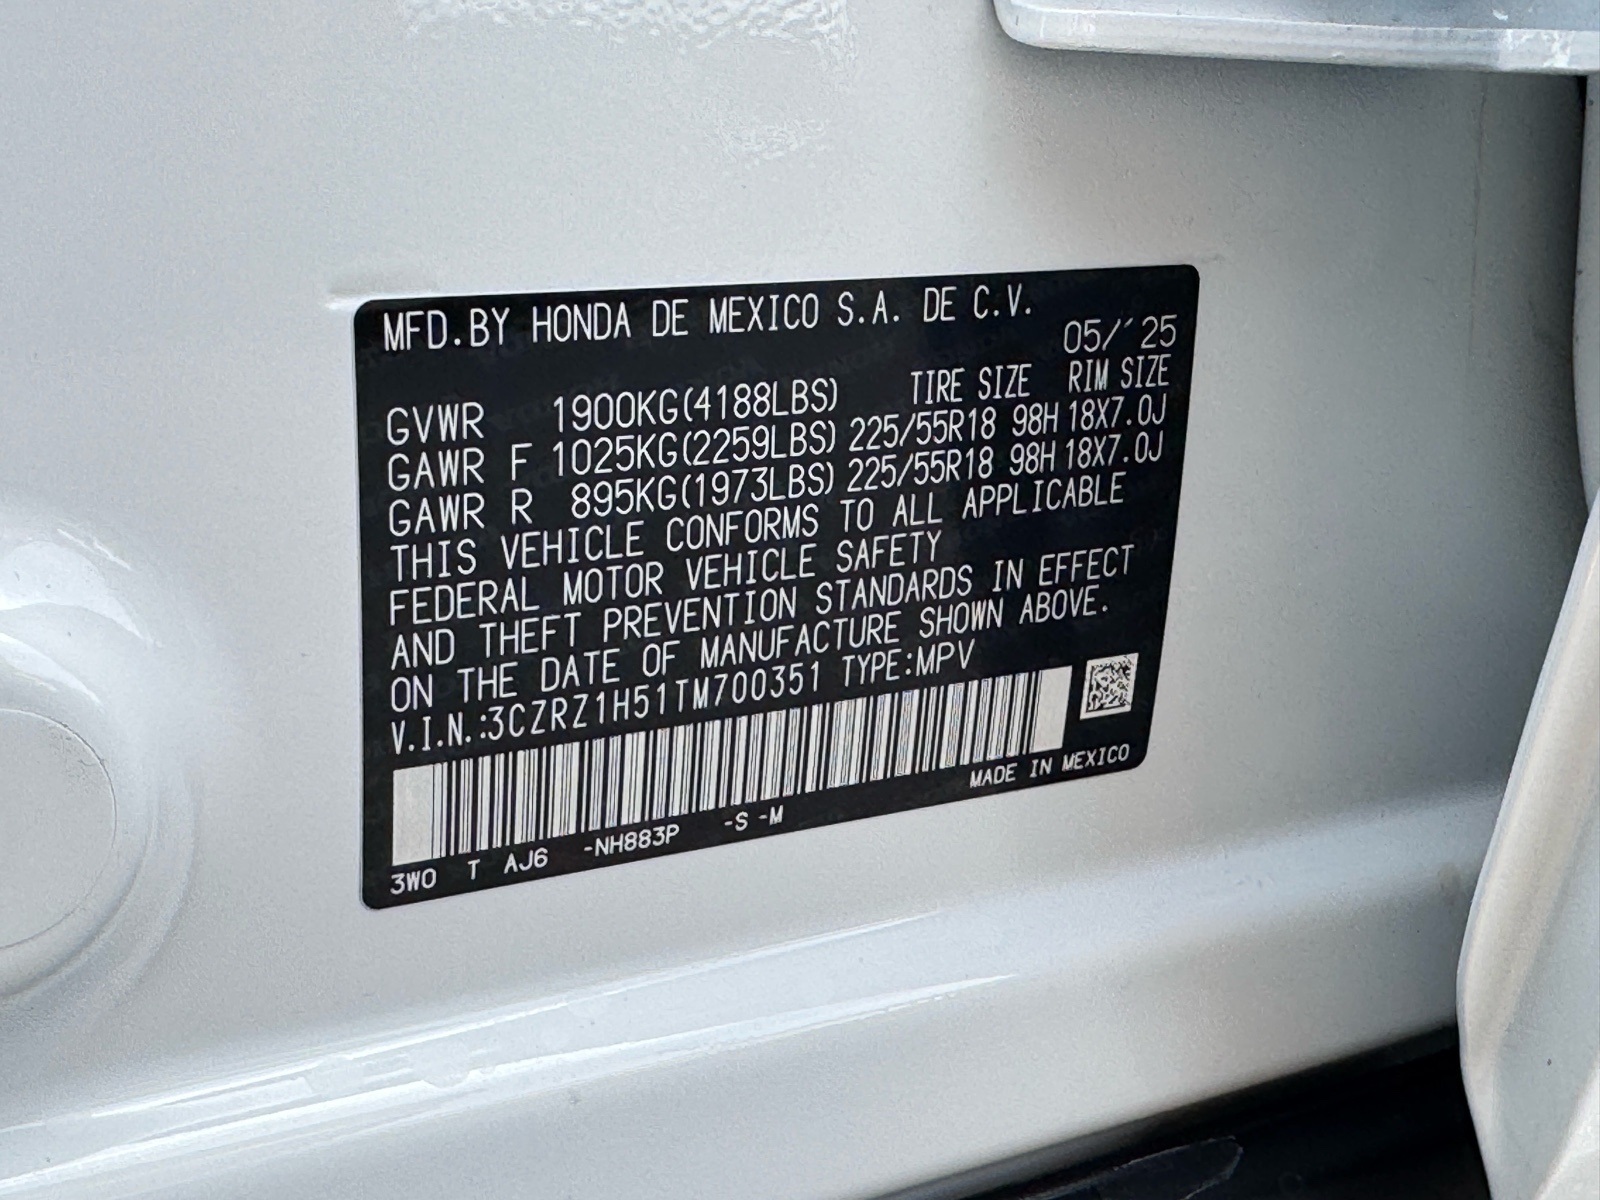 MFD.BY HONDA DE MEXICO S.A. DE C.V.
05/´25
TIRE SIZE RIM SIZE
GVWR 1900KG(4188LBS)
GAWR F 1025KG(2259LBS) 225/55R18 98H 18X7.0J
GAWR R 895KG(1973LBS) 225/55R18 98H 18X7.0J
THIS VEHICLE CONFORMS TO ALL APPLICABLE
FEDERAL MOTOR VEHICLE SAFETY
AND THEFT PREVENTION STANDARDS IN EFFECT
ON THE DATE OF MANUFACTURE SHOWN ABOVE.
V.I.N.:3CZRZ1H51TM700351 TYPE:MPV
MADE IN MEXICO
3W0 T AJ6 -NH883P -S -M